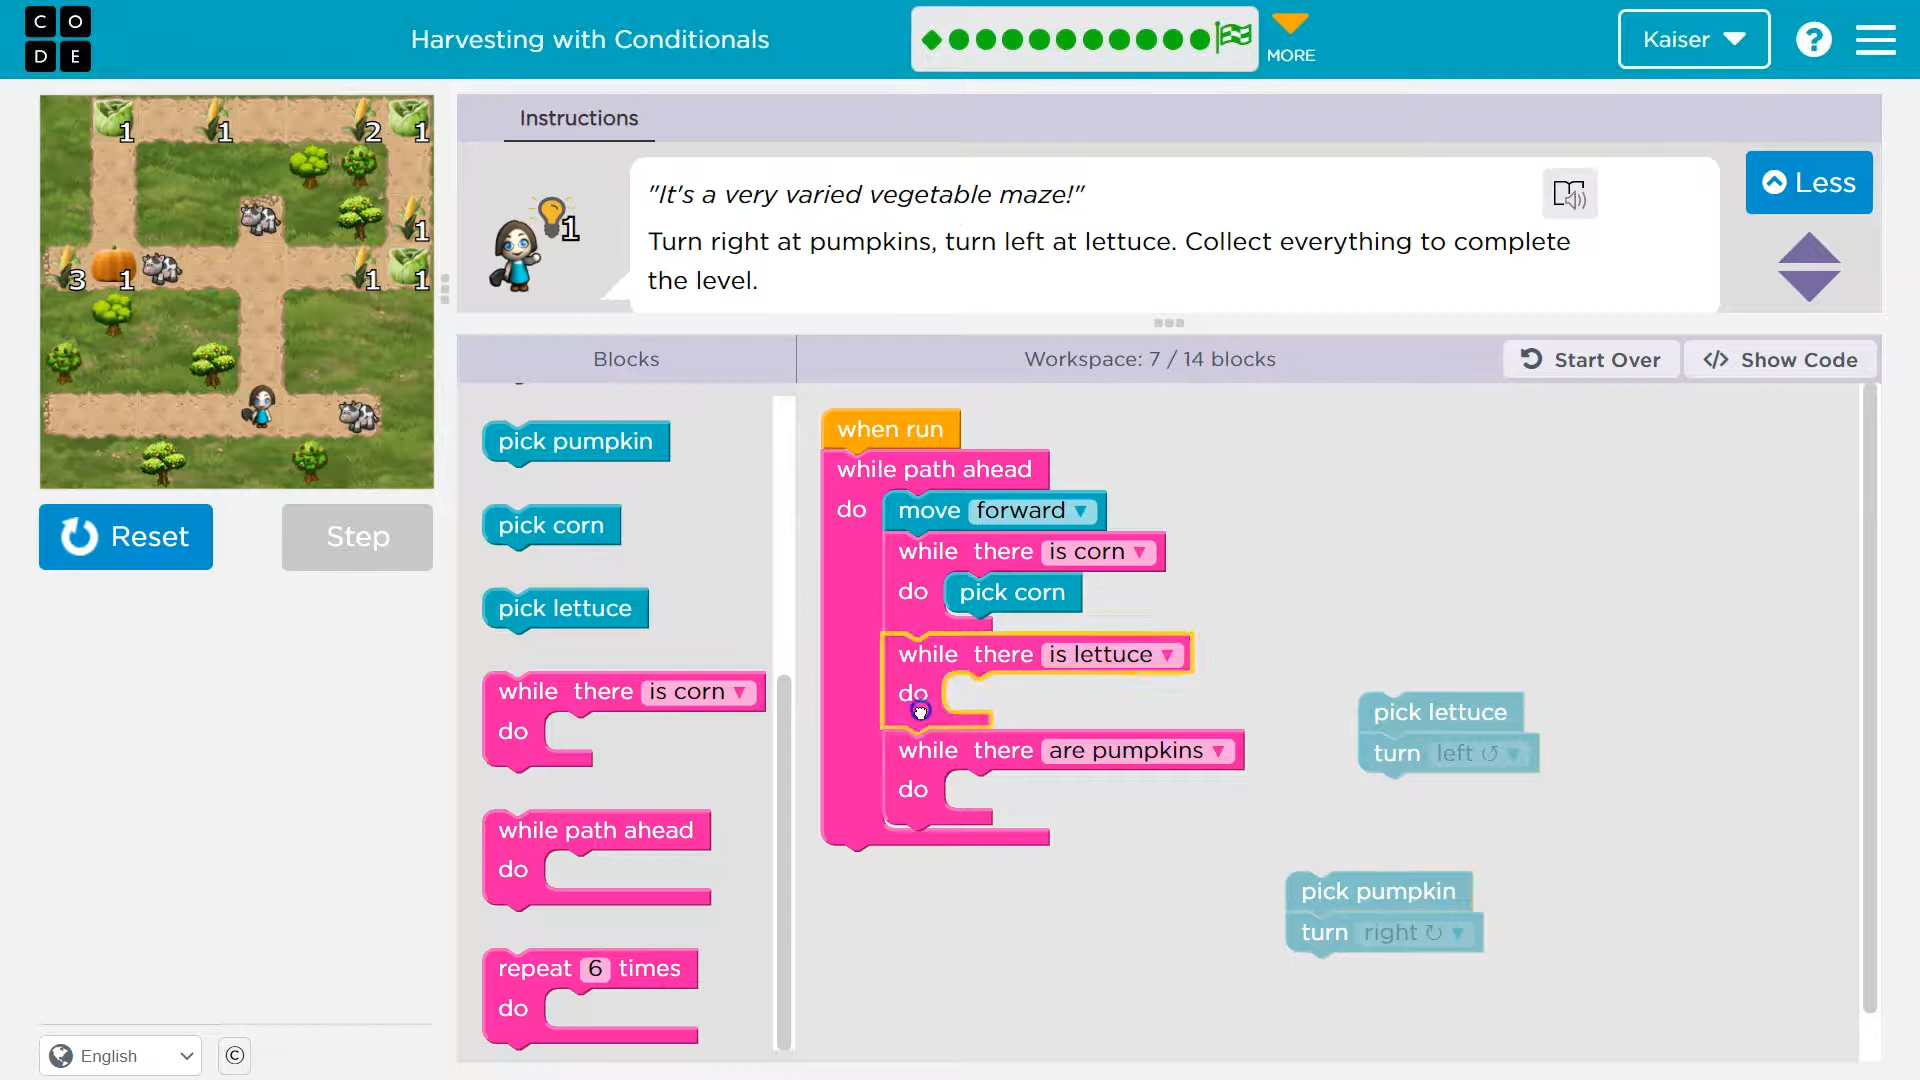 C O
D E
Harvesting with Conditionals
MORE
Kaiser
?
1 1 2 1
1
3 1 1 1
Instructions
1
"It's a very varied vegetable maze!"
Turn right at pumpkins, turn left at lettuce. Collect everything to complete
the level.
Less
Blocks
Workspace: 7 / 14 blocks
Start Over
</> Show Code
Reset
Step
pick pumpkin
pick corn
pick lettuce
while there is corn
do
while path ahead
do
repeat 6 times
do
when run
while path ahead
do move forward
while there is corn
do pick corn
while there is lettuce
do
while there are pumpkins
do
pick lettuce
turn left ↺
pick pumpkin
turn right ↻
English
©